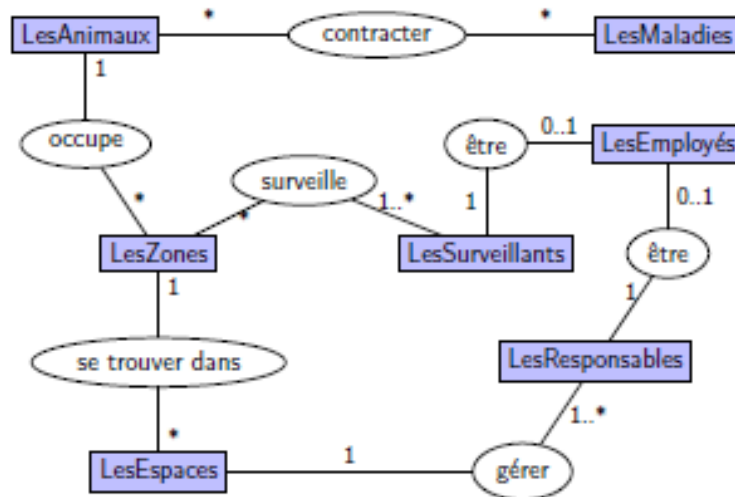 LesAnimaux * contracter * LesMaladies
1
occupe être 0..1 LesEmployés
surveille 0..1
* * 1..* 1
LesZones LesSurveillants être
1 1
se trouver dans LesResponsables
* 1..*
LesEspaces 1 gérer